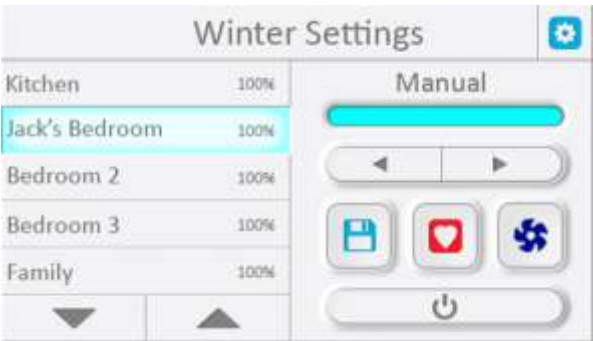 Winter Settings
Kitchen 100%
Jack's Bedroom 100%
Bedroom 2 100%
Bedroom 3 100%
Family 100%
Manual